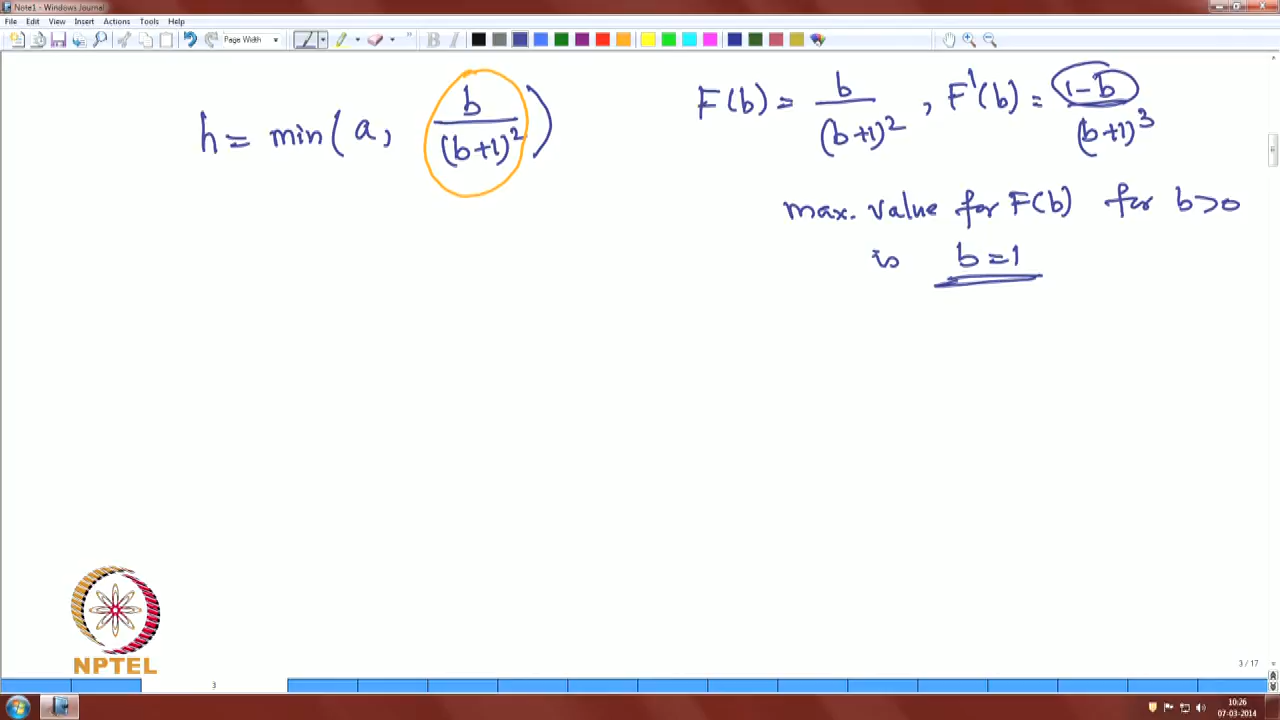 Note1 - Windows Journal
File Edit View Insert Actions Tools Help
Page Width
h = min(a, b/(b+1)^2)
F(b) = b/(b+1)^2, F'(b) = 1-b/(b+1)^3
max. value for F(b) for b>0
is b=1
NPTEL
3 / 17
3
10:26
07-03-2014